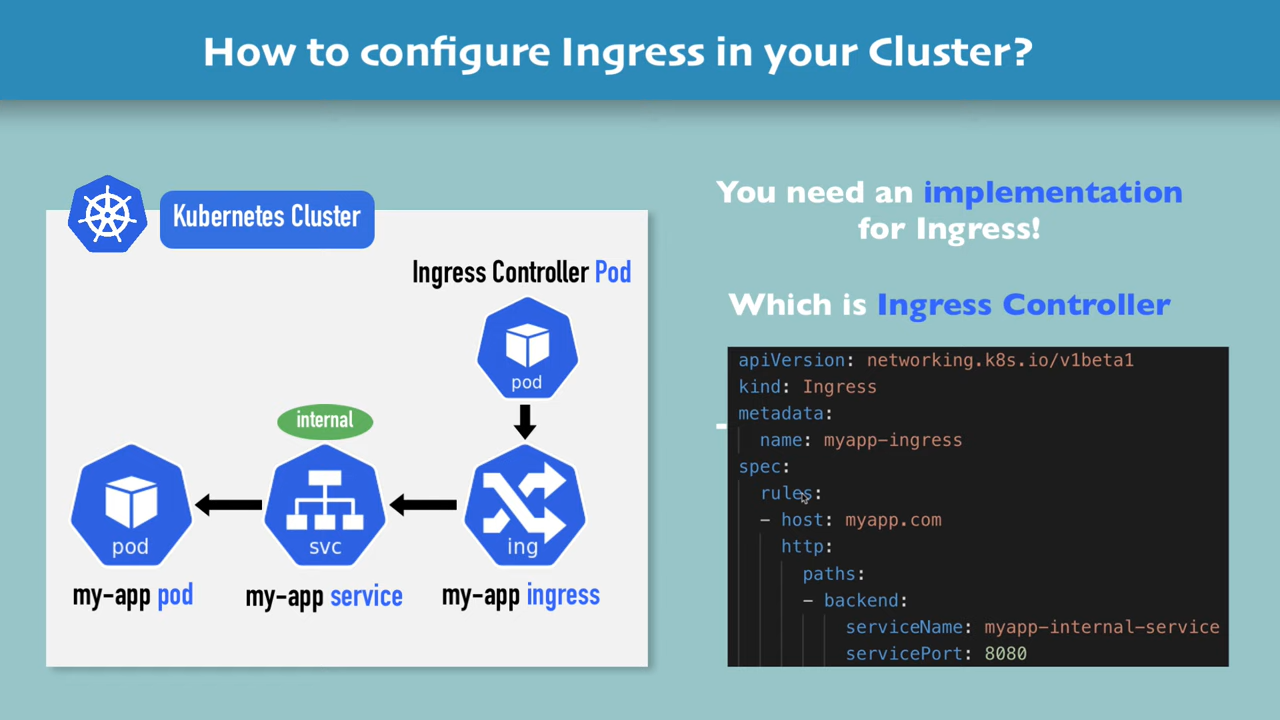 How to configure Ingress in your Cluster?
Kubernetes Cluster
Ingress Controller Pod
pod
internal
pod
svc
ing
my-app pod
my-app service
my-app ingress
You need an implementation
for Ingress!
Which is Ingress Controller
apiVersion: networking.k8s.io/v1beta1
kind: Ingress
metadata:
  name: myapp-ingress
spec:
  rules:
  - host: myapp.com
    http:
      paths:
      - backend:
          serviceName: myapp-internal-service
          servicePort: 8080